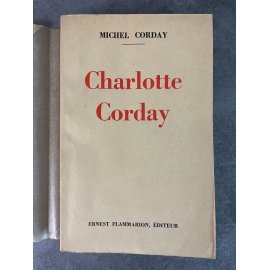 MICHEL CORDAY
Charlotte
Corday
ERNEST FLAMMARION, ÉDITEUR